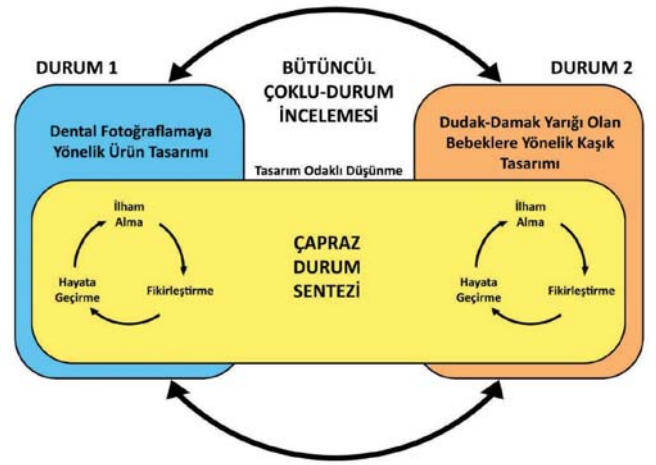 DURUM 1
BÜTÜNCÜL
ÇOKLU-DURUM
İNCELEMESİ
DURUM 2
Dental Fotoğraflamaya
Yönelik Ürün Tasarımı
Dudak-Damak Yarığı Olan
Bebeklere Yönelik Kaşık
Tasarımı
Tasarım Odaklı Düşünme
İlham
Alma
Hayata
Geçirme
Fikirleştirme
ÇAPRAZ
DURUM
SENTEZİ
İlham
Alma
Hayata
Geçirme
Fikirleştirme